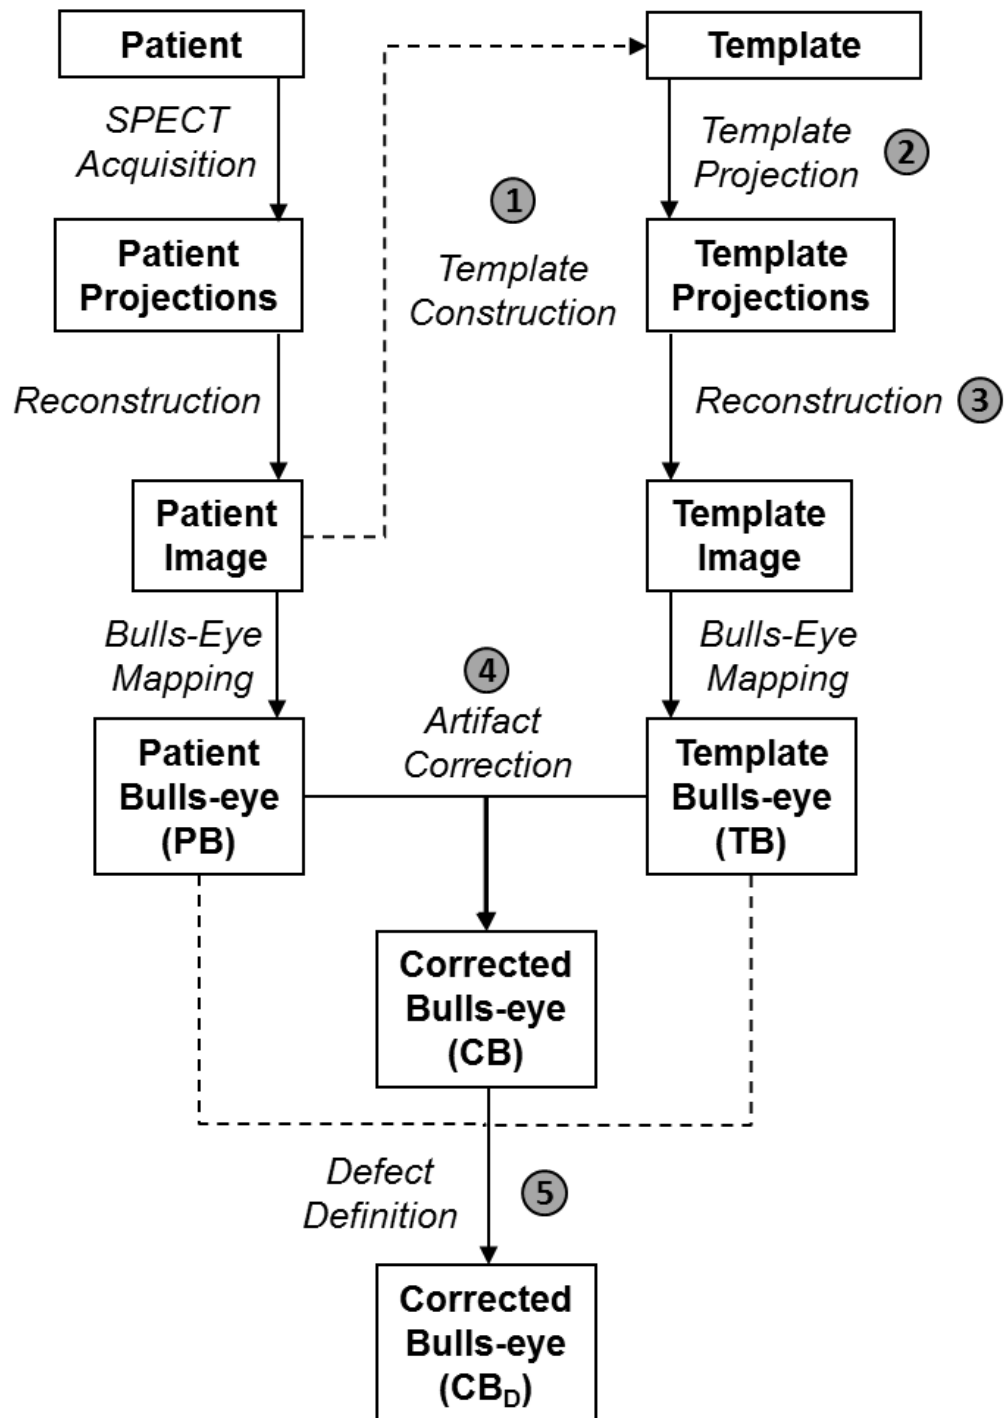 Patient
Template
SPECT
Acquisition
Template
Projection
2
1
Patient
Projections
Template
Construction
Template
Projections
Reconstruction
Reconstruction
3
Patient
Image
Template
Image
Bulls-Eye
Mapping
4
Artifact
Correction
Bulls-Eye
Mapping
Patient
Bulls-eye
(PB)
Template
Bulls-eye
(TB)
Corrected
Bulls-eye
(CB)
Defect
Definition
5
Corrected
Bulls-eye
(CB_D)